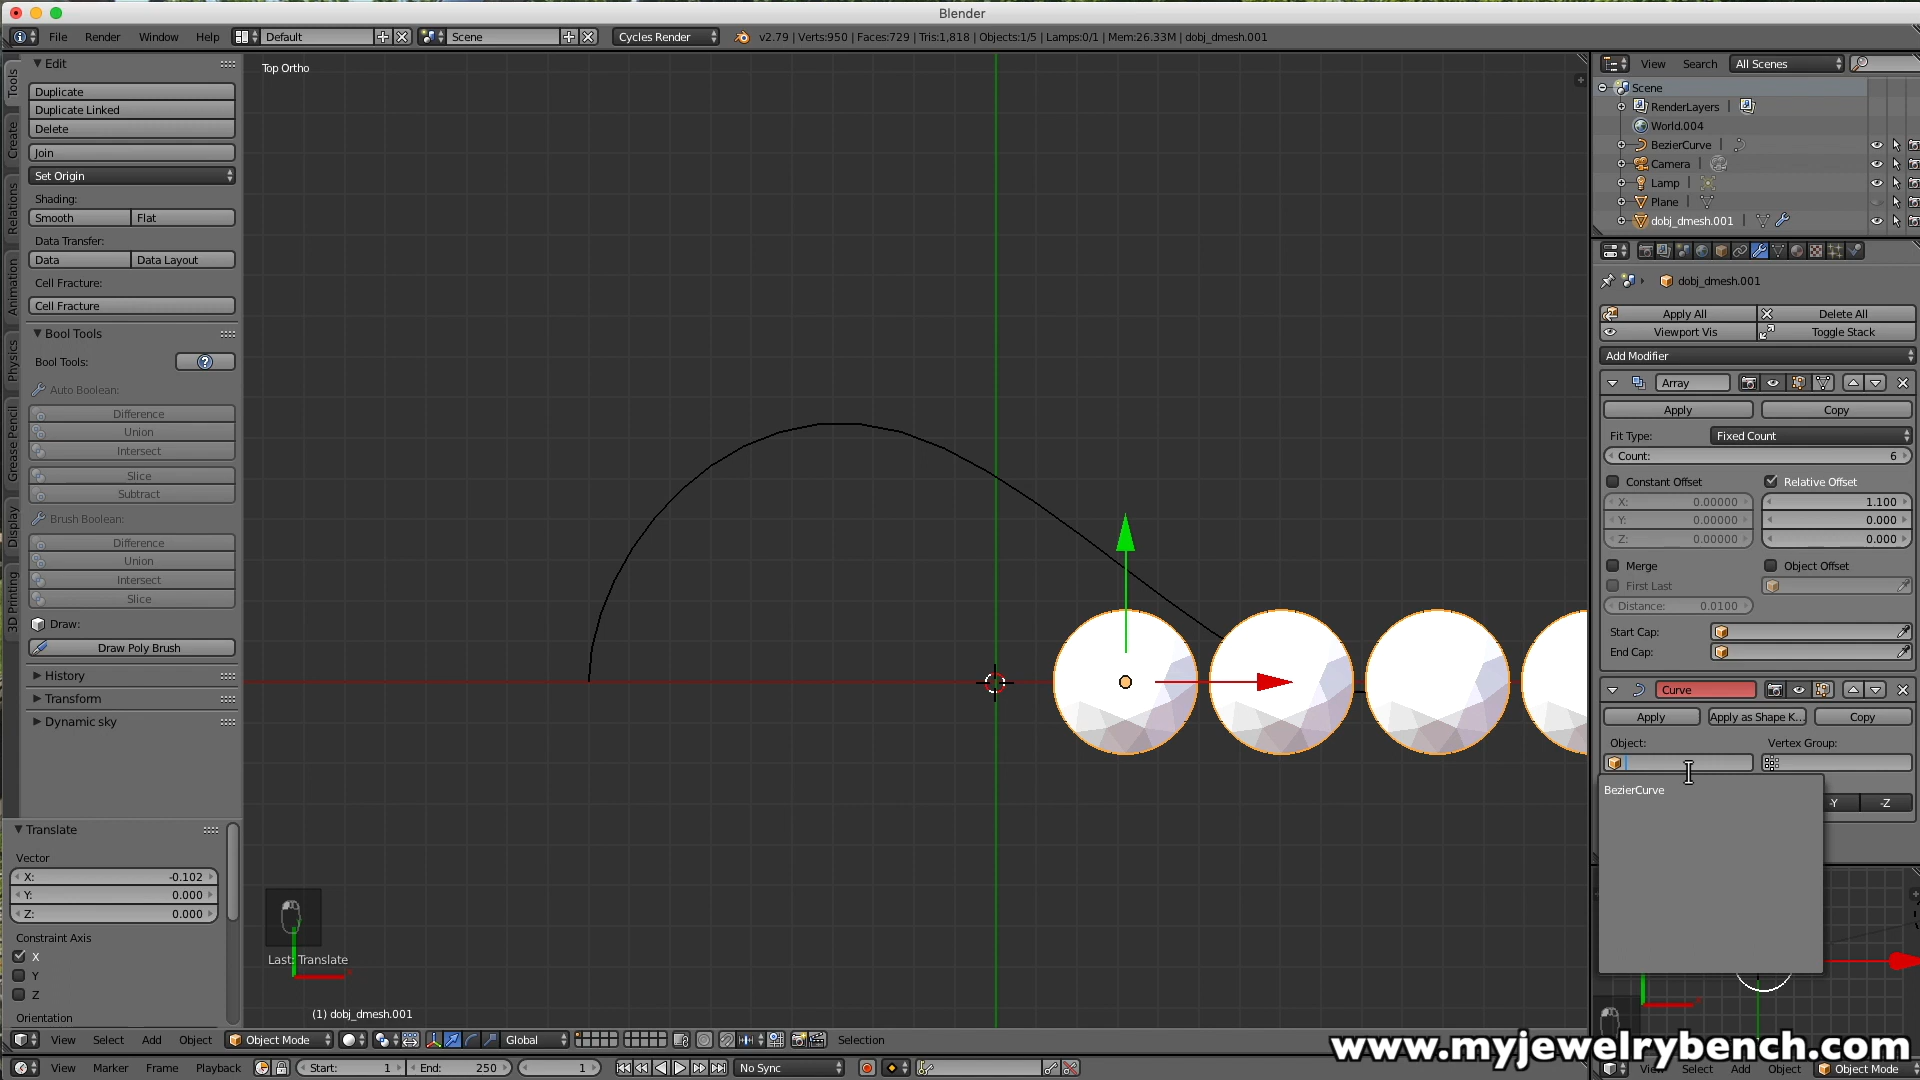 Blender
File Render Window Help Default Scene Cycles Render v2.79 | Verts:950 | Faces:729 | Tris:1,818 | Objects:1/5 | Lamps:0/1 | Mem:26.33M | dobj_dmesh.001
Tools
Create
Relations
Animation
Physics
Grease Pencil
Display
3D Printing
Edit
Duplicate
Duplicate Linked
Delete
Join
Set Origin
Shading:
Smooth Flat
Data Transfer:
Data Data Layout
Cell Fracture:
Cell Fracture
Bool Tools
Bool Tools: ?
Auto Boolean:
Difference
Union
Intersect
Slice
Subtract
Brush Boolean:
Difference
Union
Intersect
Slice
Draw:
Draw Poly Brush
History
Transform
Dynamic sky
Translate
Vector
X: -0.102
Y: 0.000
Z: 0.000
Constraint Axis
X
Y
Z
Orientation
Top Ortho
Last: Translate
(1) dobj_dmesh.001
View Select Add Object Object Mode Global Selection
View Marker Frame Playback Start: 1 End: 250 1 No Sync
View Search All Scenes
Scene
RenderLayers
World.004
BezierCurve
Camera
Lamp
Plane
dobj_dmesh.001
dobj_dmesh.001
Apply All Delete All
Viewport Vis Toggle Stack
Add Modifier
Array
Apply Copy
Fit Type: Fixed Count
Count: 6
Constant Offset Relative Offset
X: 0.00000 1.100
Y: 0.00000 0.000
Z: 0.00000 0.000
Merge Object Offset
First Last
Distance: 0.0100
Start Cap:
End Cap:
Curve
Apply Apply as Shape K... Copy
Object: Vertex Group:
BezierCurve
-Y -Z
www.myjewelrybench.com
View Select Add Object Object Mode